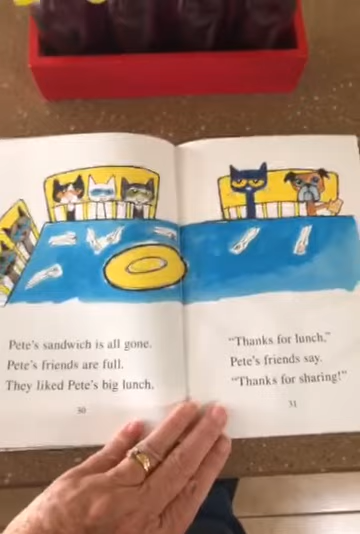 Pete's sandwich is all gone.
Pete's friends are full.
They liked Pete's big lunch.
30
"Thanks for lunch,"
Pete's friends say.
"Thanks for sharing!"
31